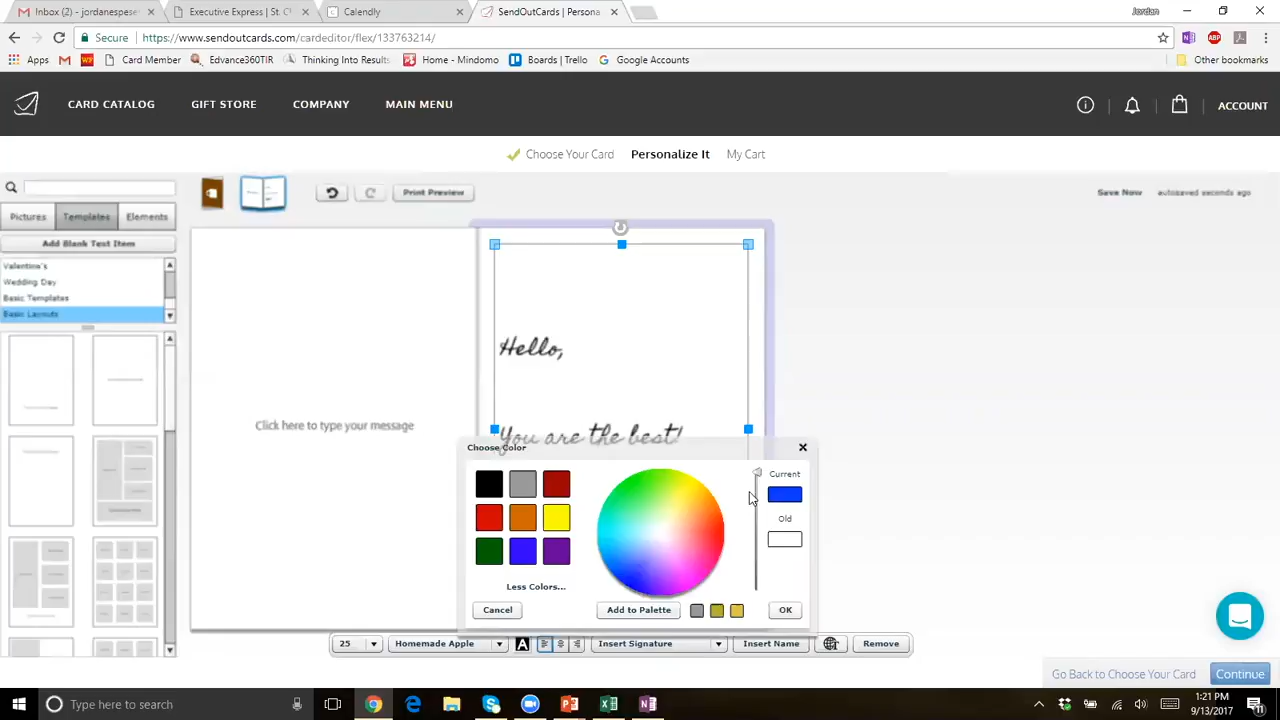 Inbox (2) - jordanespese
Executive Express | St. Cl
Calendly
SendOutCards | Persona
Jordan
Secure
https://www.sendoutcards.com/cardeditor/flex/133763214/
Apps
Card Member
Edvance360TIR
Thinking Into Results
Home - Mindomo
Boards | Trello
Google Accounts
Other bookmarks
CARD CATALOG
GIFT STORE
COMPANY
MAIN MENU
ACCOUNT
Choose Your Card
Personalize It
My Cart
Print Preview
Save Now
autosaved seconds ago
Pictures
Templates
Elements
Add Blank Text Item
Valentine's
Wedding Day
Basic Templates
Basic Layouts
Click here to type your message
Hello,
You are the best!
Choose Color
Current
Old
Less Colors...
Cancel
Add to Palette
OK
25
Homemade Apple
A
Insert Signature
Insert Name
Remove
Go Back to Choose Your Card
Continue
Type here to search
1:21 PM
9/13/2017